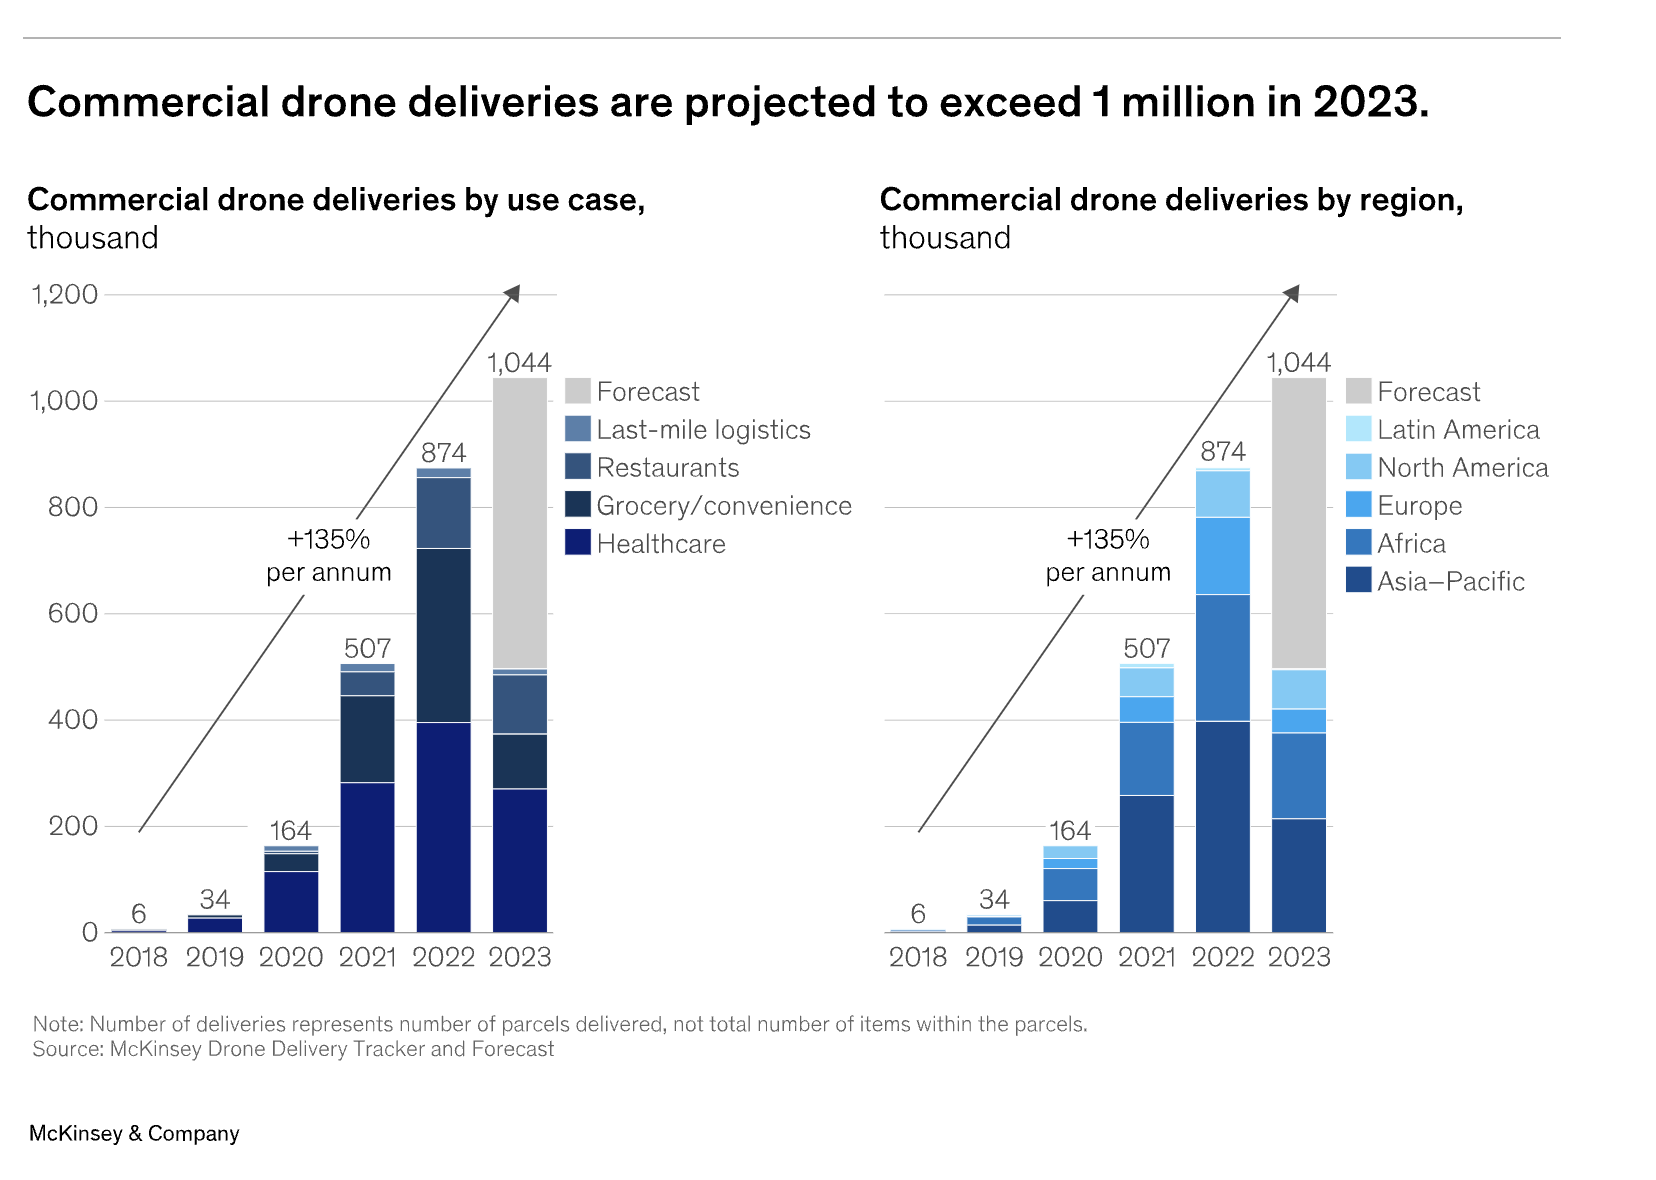 Commercial drone deliveries are projected to exceed 1 million in 2023.
Commercial drone deliveries by use case,
thousand
1,200
1,000
800
600
400
200
0
+135%
per annum
6
34
164
507
874
1,044
2018 2019 2020 2021 2022 2023
Forecast
Last-mile logistics
Restaurants
Grocery/convenience
Healthcare
Commercial drone deliveries by region,
thousand
+135%
per annum
6
34
164
507
874
1,044
2018 2019 2020 2021 2022 2023
Forecast
Latin America
North America
Europe
Africa
Asia–Pacific
Note: Number of deliveries represents number of parcels delivered, not total number of items within the parcels.
Source: McKinsey Drone Delivery Tracker and Forecast
McKinsey & Company